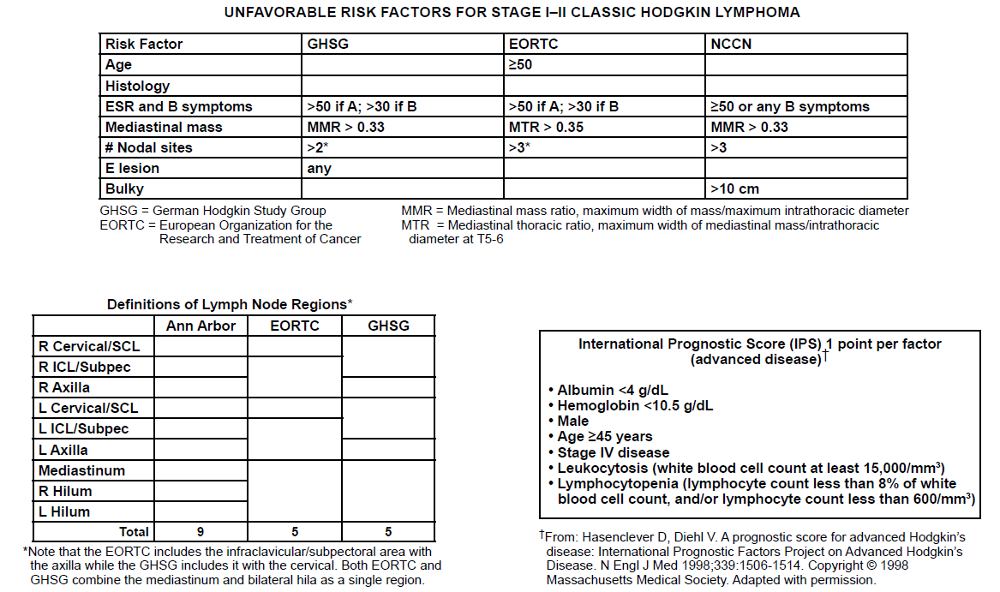 UNFAVORABLE RISK FACTORS FOR STAGE I–II CLASSIC HODGKIN LYMPHOMA
Risk Factor GHSG EORTC NCCN
Age ≥50
Histology
ESR and B symptoms >50 if A; >30 if B >50 if A; >30 if B ≥50 or any B symptoms
Mediastinal mass MMR > 0.33 MTR > 0.35 MMR > 0.33
# Nodal sites >2* >3* >3
E lesion any
Bulky >10 cm
GHSG = German Hodgkin Study Group
EORTC = European Organization for the
Research and Treatment of Cancer
MMR = Mediastinal mass ratio, maximum width of mass/maximum intrathoracic diameter
MTR = Mediastinal thoracic ratio, maximum width of mediastinal mass/intrathoracic
diameter at T5-6
Definitions of Lymph Node Regions*
Ann Arbor EORTC GHSG
R Cervical/SCL
R ICL/Subpec
R Axilla
L Cervical/SCL
L ICL/Subpec
L Axilla
Mediastinum
R Hilum
L Hilum
Total 9 5 5
*Note that the EORTC includes the infraclavicular/subpectoral area with
the axilla while the GHSG includes it with the cervical. Both EORTC and
GHSG combine the mediastinum and bilateral hila as a single region.
International Prognostic Score (IPS) 1 point per factor
(advanced disease)†
• Albumin <4 g/dL
• Hemoglobin <10.5 g/dL
• Male
• Age ≥45 years
• Stage IV disease
• Leukocytosis (white blood cell count at least 15,000/mm³)
• Lymphocytopenia (lymphocyte count less than 8% of white
blood cell count, and/or lymphocyte count less than 600/mm³)
†From: Hasenclever D, Diehl V. A prognostic score for advanced Hodgkin's
disease: International Prognostic Factors Project on Advanced Hodgkin's
Disease. N Engl J Med 1998;339:1506-1514. Copyright © 1998
Massachusetts Medical Society. Adapted with permission.